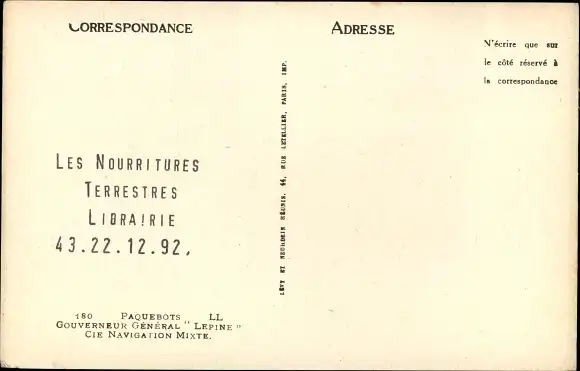 CORRESPONDANCE
ADRESSE
N'écrire que sur
le côté réservé à
la correspondance
LES NOURRITURES
TERRESTRES
LIBRAIRIE
43.22.12.92.
LÉVY ET NEURDEIN RÉUNIS, 44, RUE LETELLIER, PARIS, IMP.
180 PAQUEBOTS LL
GOUVERNEUR GÉNÉRAL " LEPINE "
CIE NAVIGATION MIXTE.